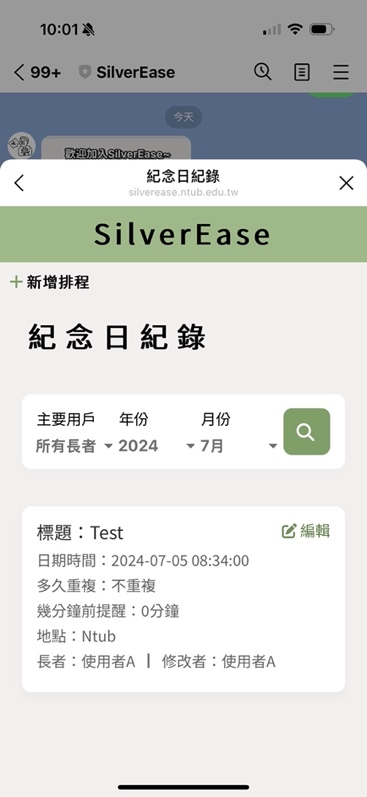 10:01
99+ SilverEase
今天
歡迎加入SilverEase~
紀念日紀錄
silverease.ntub.edu.tw
SilverEase
+新增排程
紀念日紀錄
主要用戶 年份 月份
所有長者 2024 7月
標題：Test 編輯
日期時間：2024-07-05 08:34:00
多久重複：不重複
幾分鐘前提醒：0分鐘
地點：Ntub
長者：使用者A | 修改者：使用者A